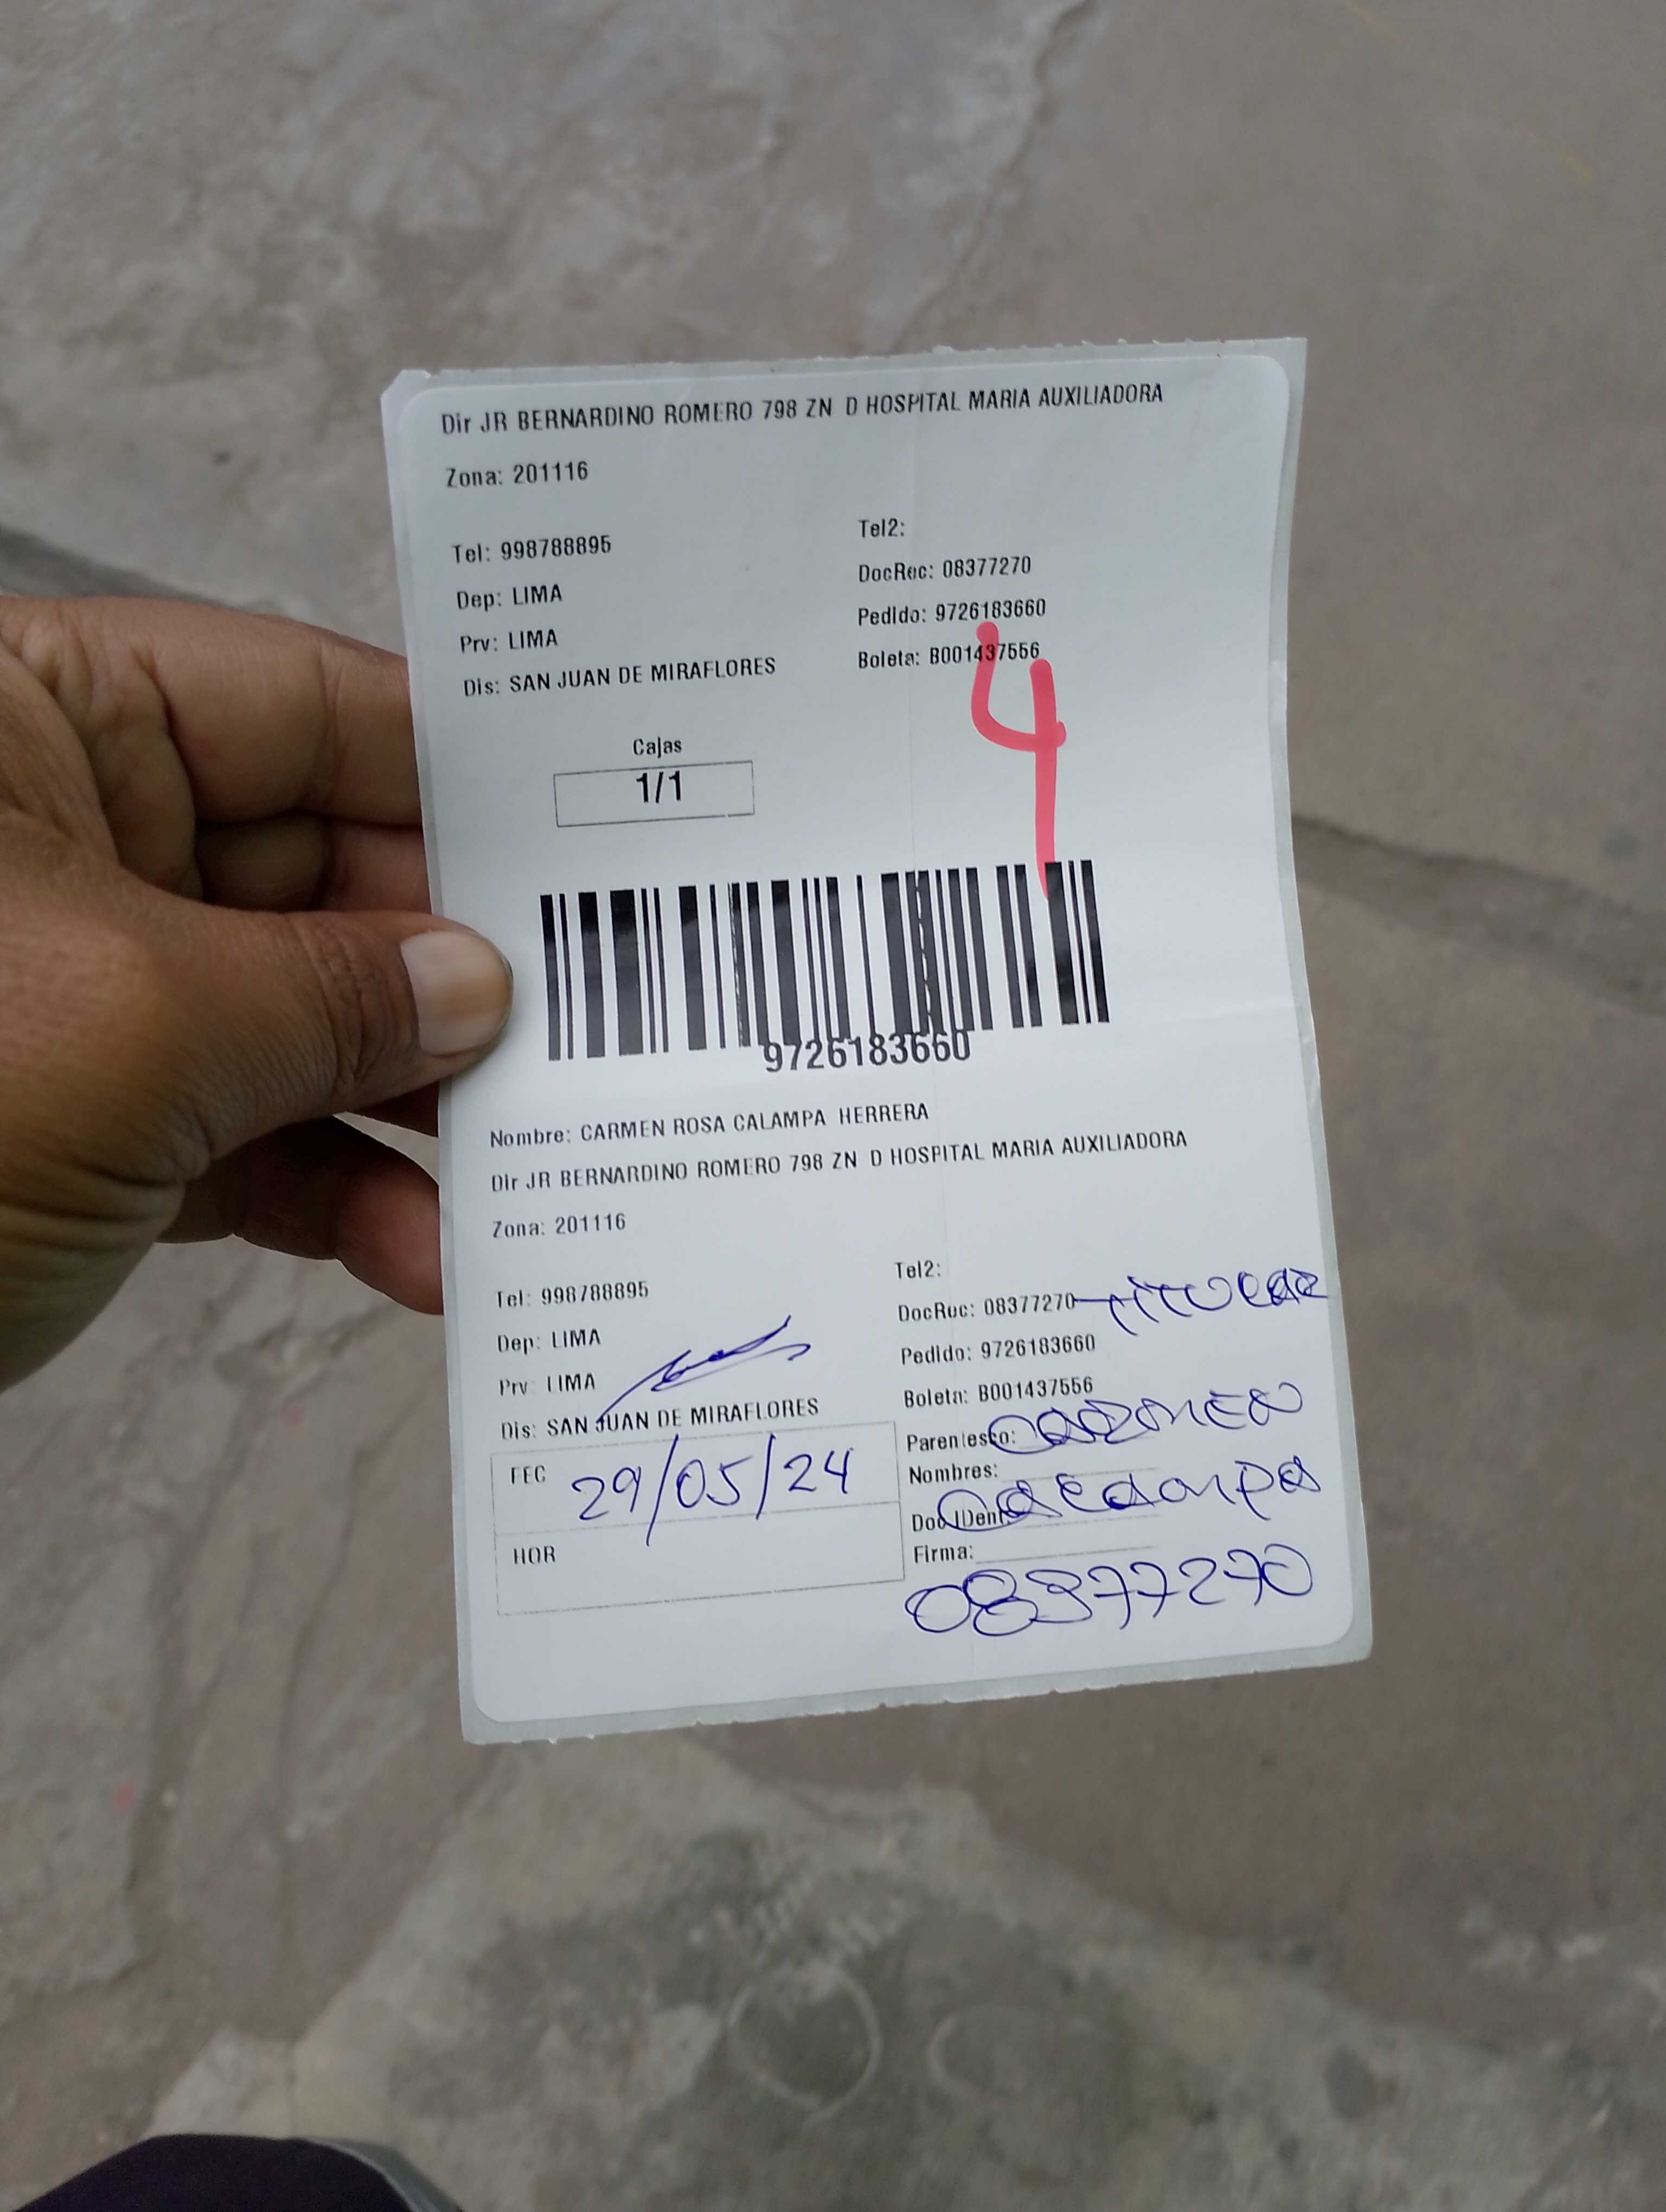 Dir JR BERNARDINO ROMERO 798 ZN D HOSPITAL MARIA AUXILIADORA
Zona: 201116
Tel: 998788895
Dep: LIMA
Prv: LIMA
Dis: SAN JUAN DE MIRAFLORES
Tel2:
DocRec: 08377270
Pedido: 9726183660
Boleta: B001437556
4
Cajas
1/1
9726183660
Nombre: CARMEN ROSA CALAMPA HERRERA
Dir JR BERNARDINO ROMERO 798 ZN D HOSPITAL MARIA AUXILIADORA
Zona: 201116
Tel: 998788895
Dep: LIMA
Prv: LIMA
Dis: SAN JUAN DE MIRAFLORES
FEC 29/05/24
HOR
Tel2:
DocRec: 08377270
Pedido: 9726183660
Boleta: B001437556
Parentesco: CARMEN
Nombres:
Calampa
Doc IDent:
Firma:
08377270